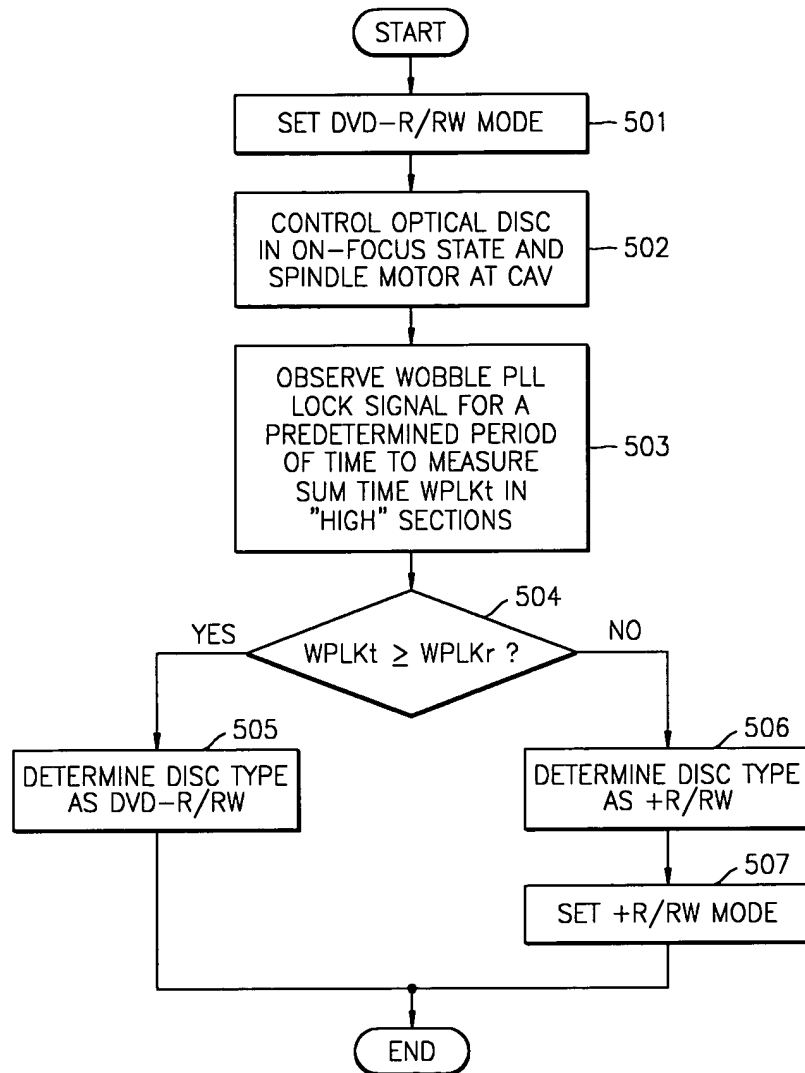 START
SET DVD-R/RW MODE
501
CONTROL OPTICAL DISC
IN ON-FOCUS STATE AND
SPINDLE MOTOR AT CAV
502
OBSERVE WOBBLE PLL
LOCK SIGNAL FOR A
PREDETERMINED PERIOD
OF TIME TO MEASURE
SUM TIME WPLKt IN
"HIGH" SECTIONS
503
504
YES
NO
WPLKt ≥ WPLKr ?
505
DETERMINE DISC TYPE
AS DVD-R/RW
506
DETERMINE DISC TYPE
AS +R/RW
507
SET +R/RW MODE
END